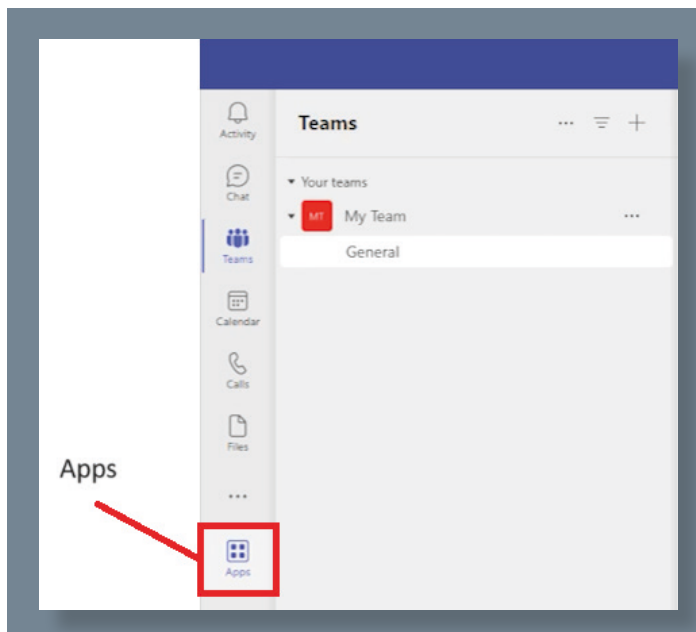 Activity
Teams
...
Chat
Your teams
MT My Team ...
Teams
General
Calendar
Calls
Files
Apps
...
Apps